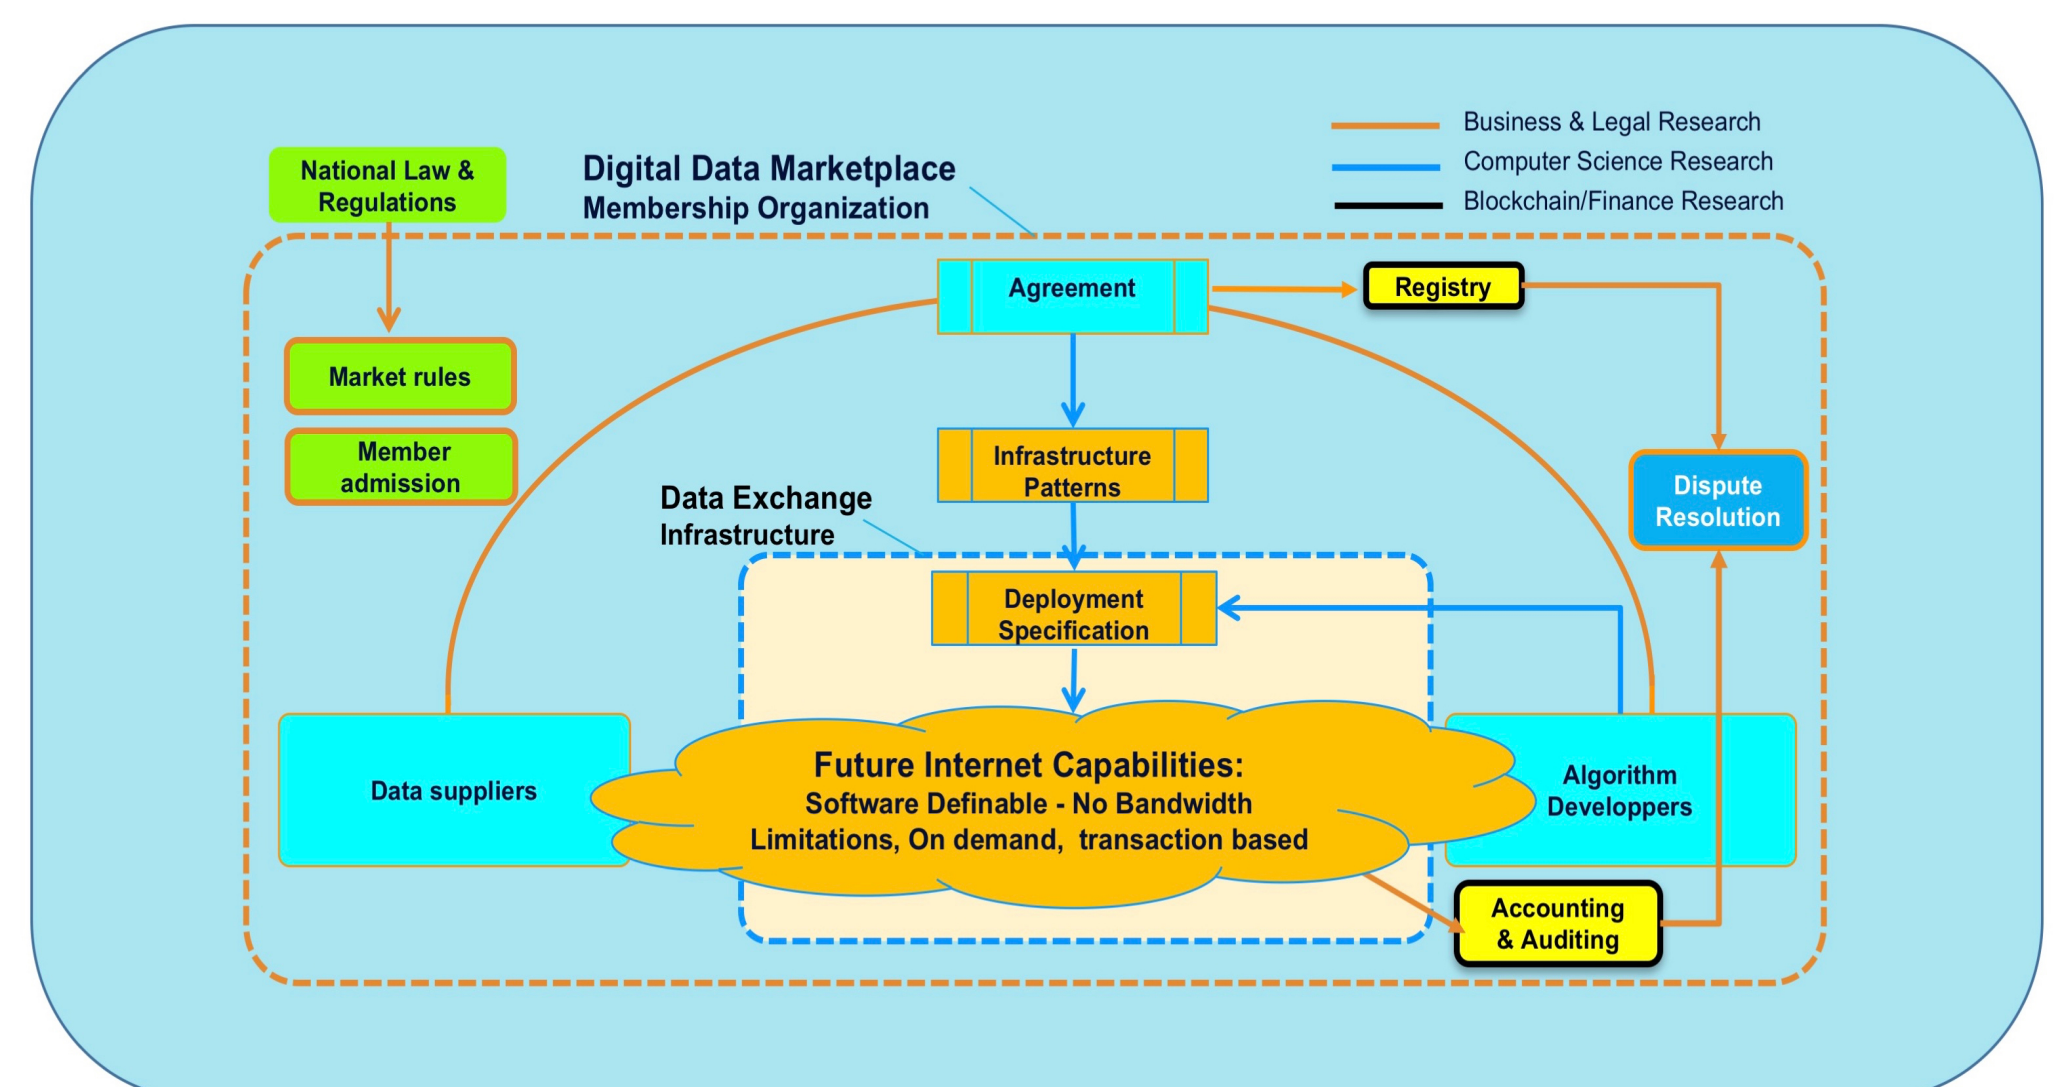 Business & Legal Research
Computer Science Research
Blockchain/Finance Research
National Law &
Regulations
Digital Data Marketplace
Membership Organization
Agreement
Registry
Market rules
Member
admission
Infrastructure
Patterns
Data Exchange
Infrastructure
Dispute
Resolution
Deployment
Specification
Data suppliers
Future Internet Capabilities:
Software Definable - No Bandwidth
Limitations, On demand, transaction based
Algorithm
Developpers
Accounting
& Auditing